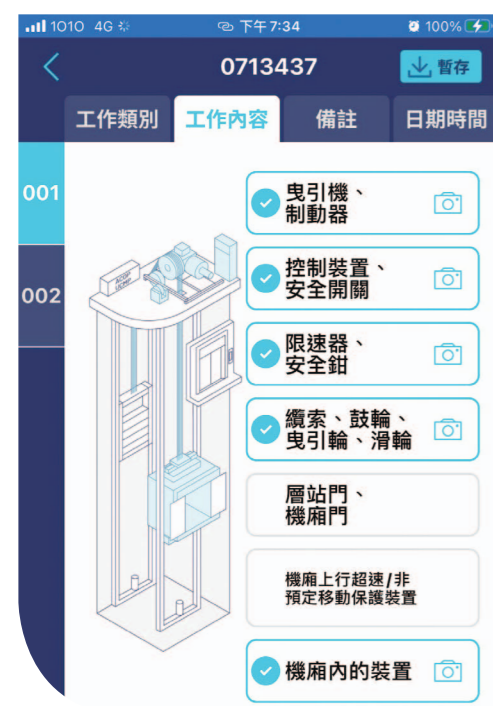 1010 4G 下午7:34 100%
0713437
暫存
工作類別 工作內容 備註 日期時間
001
002
曳引機、
制動器
控制裝置、
安全開關
限速器、
安全鉗
纜索、鼓輪、
曳引輪、滑輪
層站門、
機廂門
機廂上行超速/非
預定移動保護裝置
機廂內的裝置